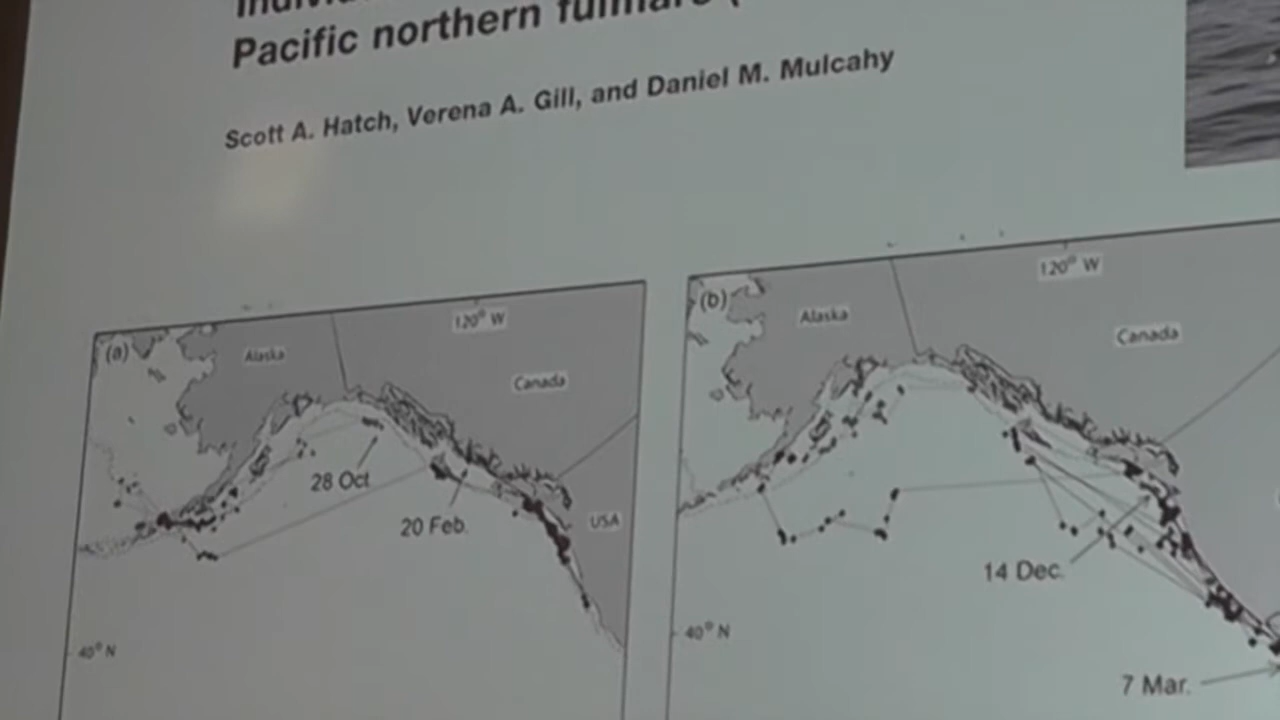 Pacific northern fulmars (
Scott A. Hatch, Verena A. Gill, and Daniel M. Mulcahy
(a)
Alaska
120° W
Canada
28 Oct
20 Feb.
USA
40° N
(b)
Alaska
120° W
Canada
14 Dec.
40° N
7 Mar.